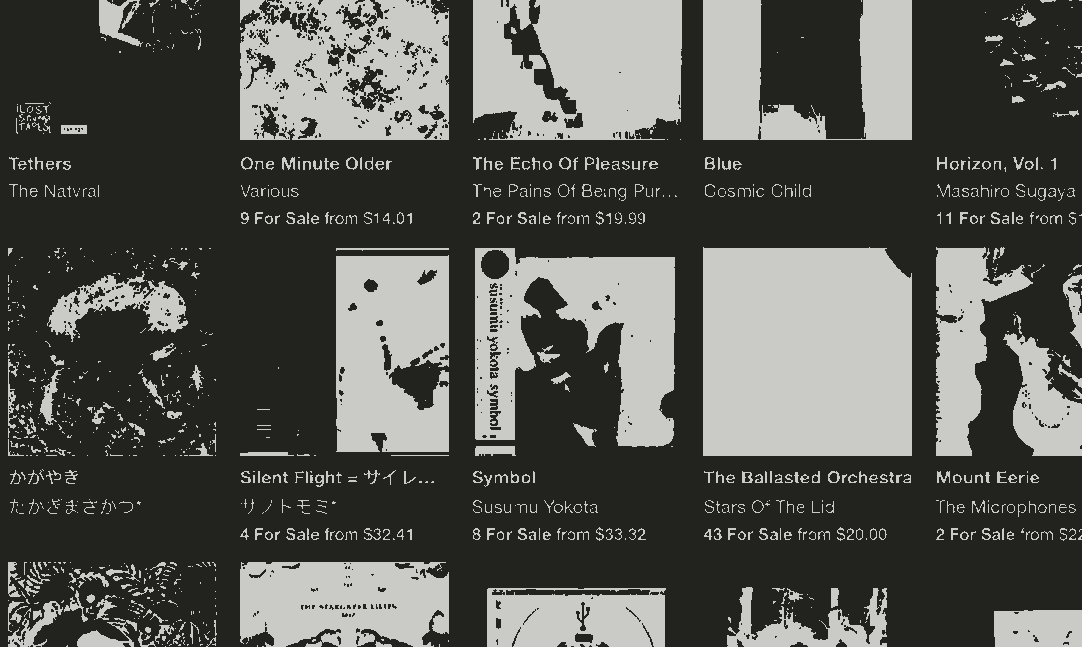 LOST
TAPES
Tethers
The Natvral
One Minute Older
Various
9 For Sale from $14.01
The Echo Of Pleasure
The Pains Of Being Pur...
2 For Sale from $19.99
Blue
Cosmic Child
Horizon, Vol. 1
Masahiro Sugaya
11 For Sale from $1
susumu yokota symbol
かがやき
たかぎまさかつ*
Silent Flight = サイレ...
サノトモミ*
4 For Sale from $32.41
Symbol
Susumu Yokota
8 For Sale from $33.32
The Ballasted Orchestra
Stars Of The Lid
43 For Sale from $20.00
Mount Eerie
The Microphones
2 For Sale from $22
THE STARGAZER LILIES